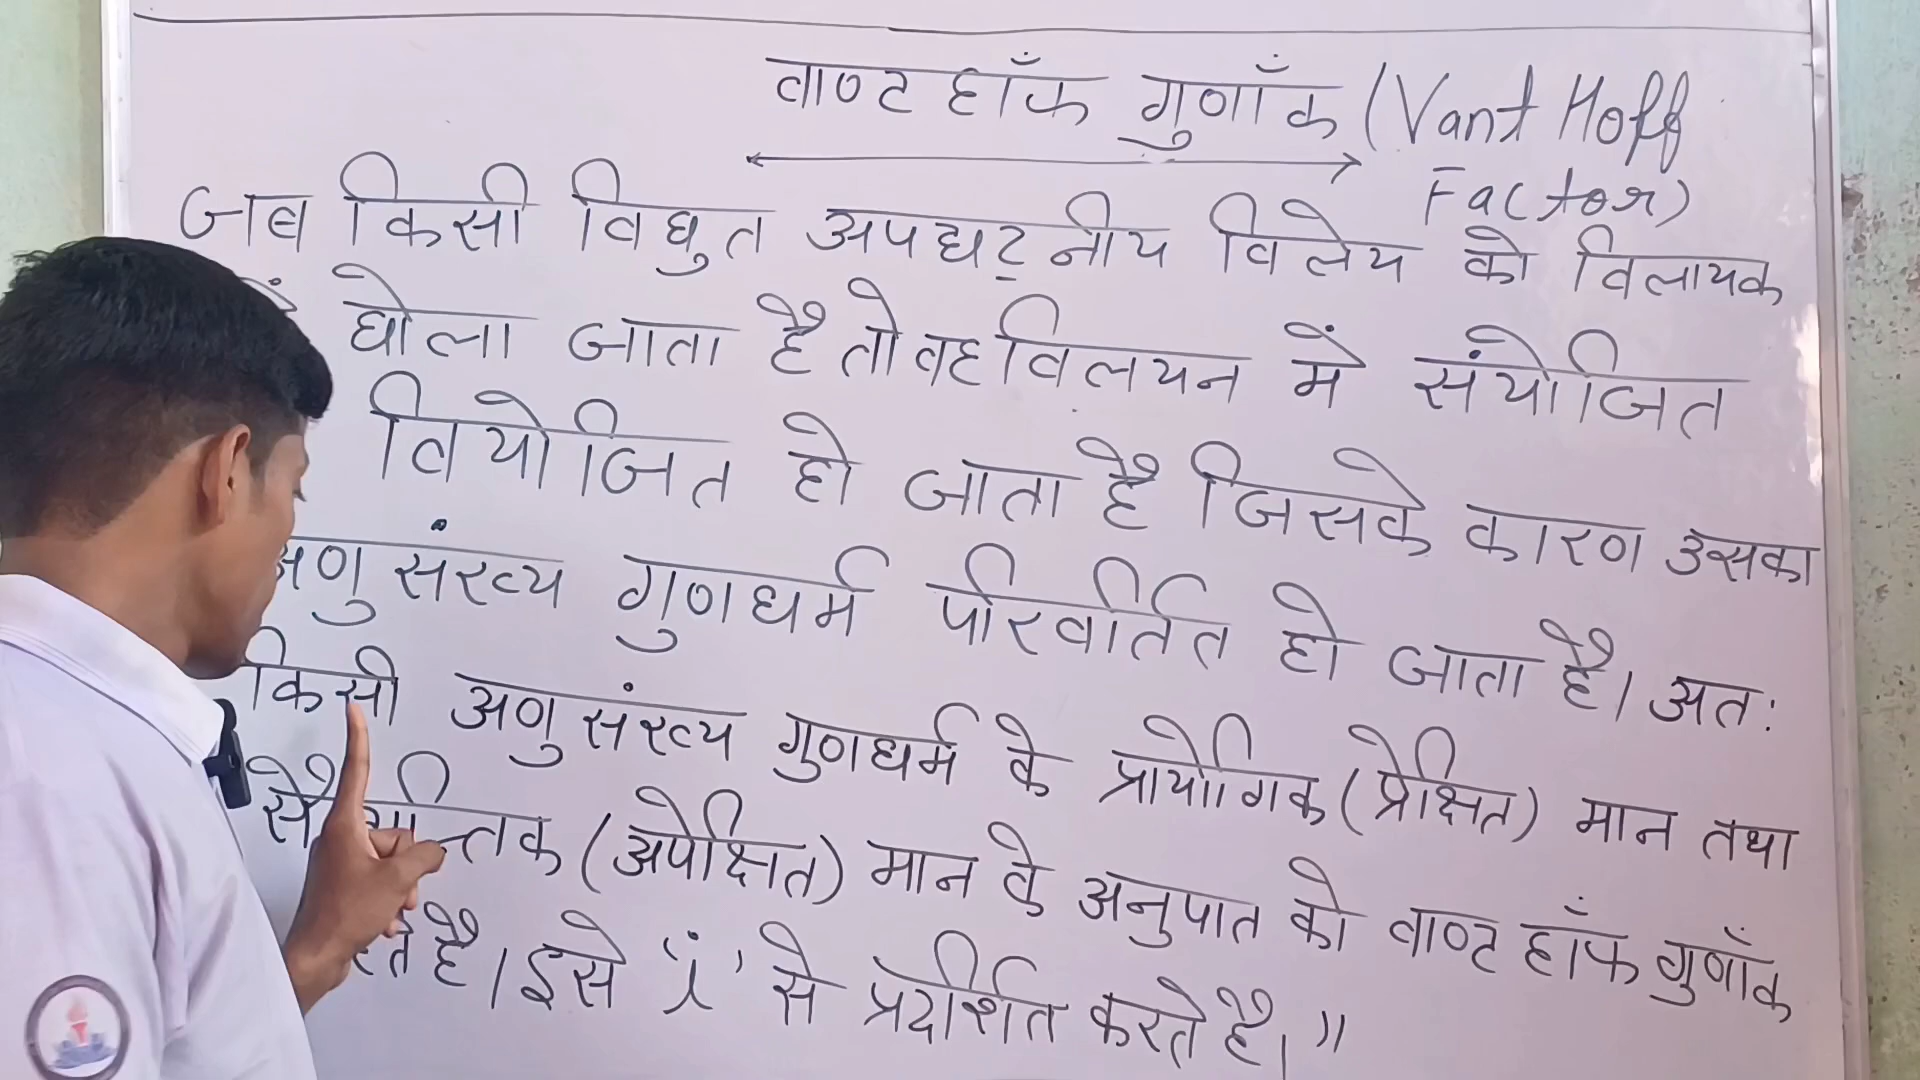 वाण्ट हॉफ गुणाँक (Vant Hoff
Factor)
जब किसी विधुत अपघट्नीय विलेय को विलायक
घोला जाता है तो वह विलयन में संयोजित
वियोजित हो जाता है जिसके कारण उसका
अणु संख्य गुणधर्म परिवर्तित हो जाता है। अतः
किसी अणु संख्य गुणधर्म के प्रायोगिक (प्रेक्षित) मान तथा
(अपेक्षित) मान के अनुपात को वाण्ट हॉफ गुणाँक
है। इसे 'i' से प्रदर्शित करते है। "